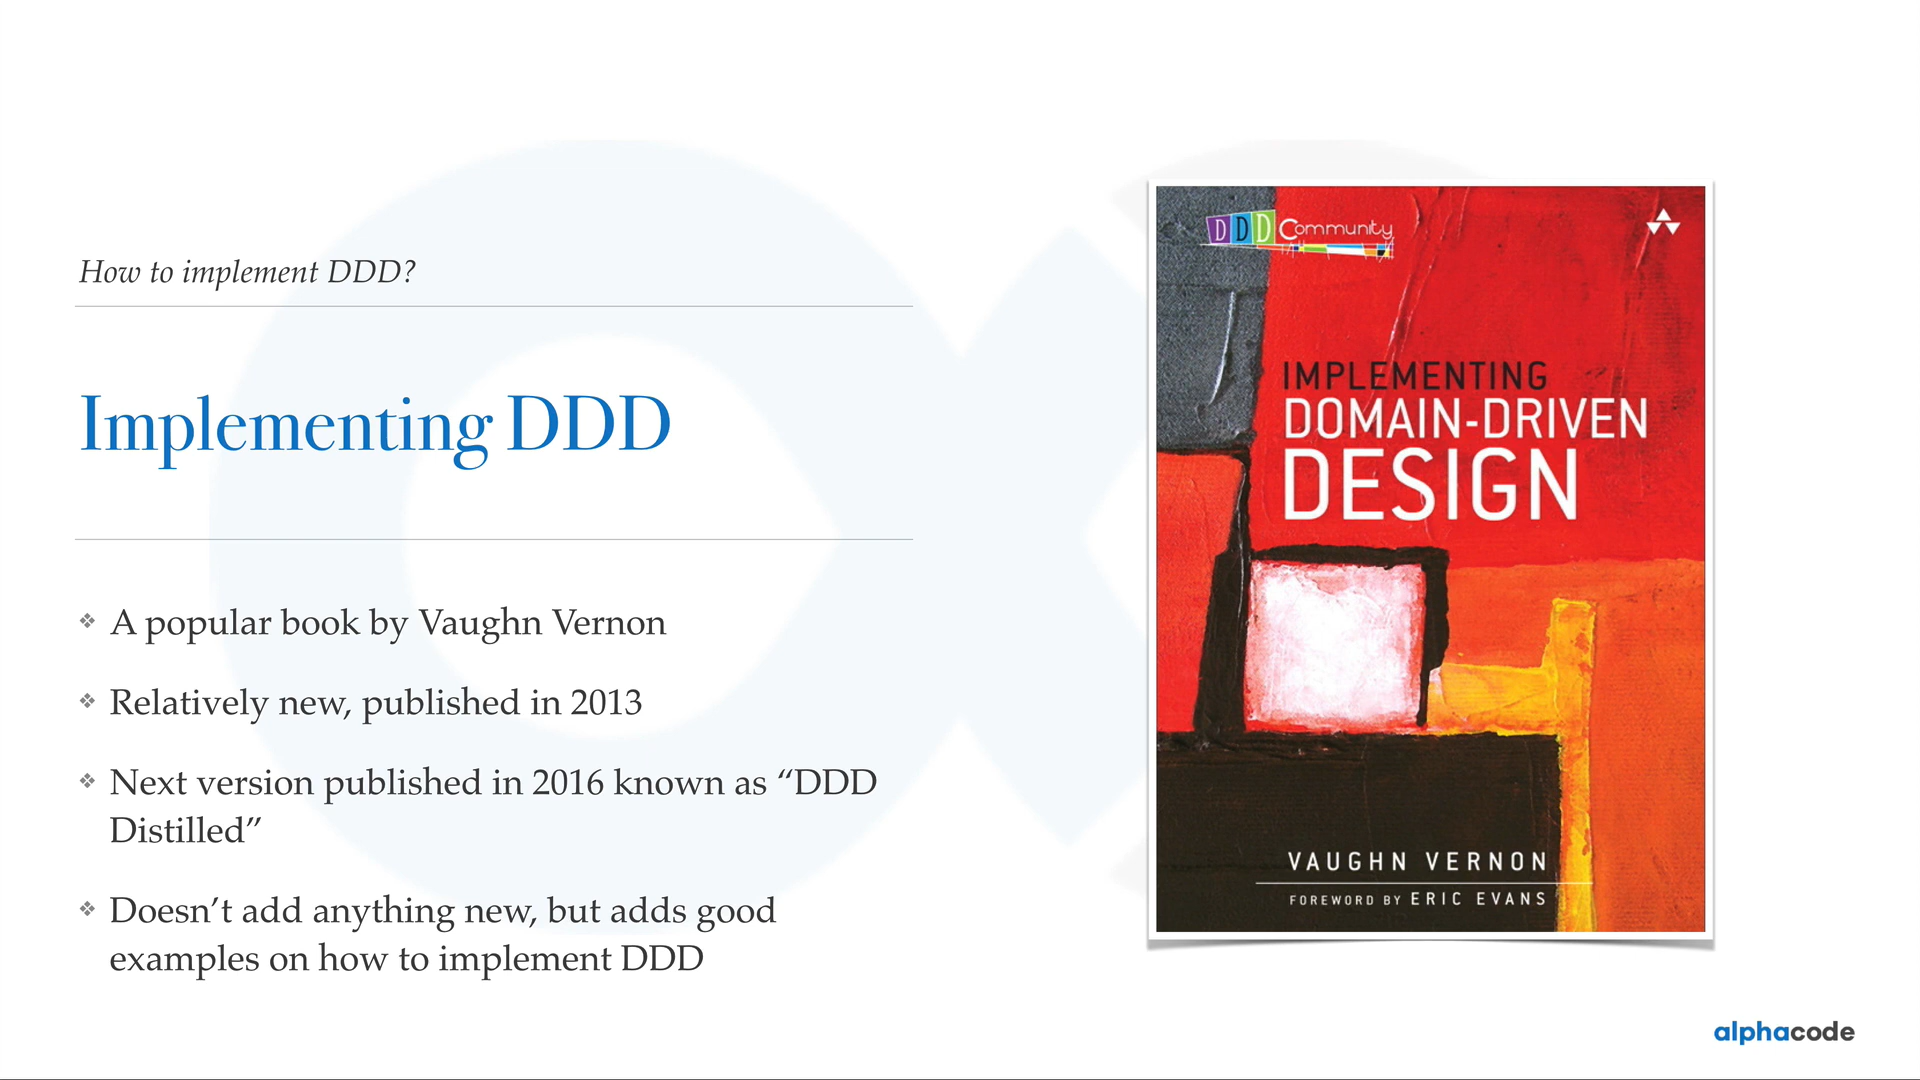 How to implement DDD?
Implementing DDD
❖ A popular book by Vaughn Vernon
❖ Relatively new, published in 2013
❖ Next version published in 2016 known as “DDD
Distilled”
❖ Doesn’t add anything new, but adds good
examples on how to implement DDD
DDD Community
IMPLEMENTING
DOMAIN-DRIVEN
DESIGN
VAUGHN VERNON
FOREWORD BY ERIC EVANS
alphacode